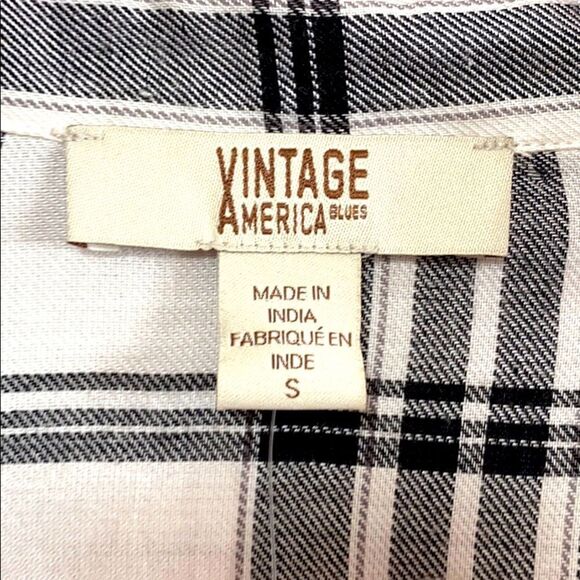 VINTAGE
AMERICA BLUES
MADE IN
INDIA
FABRIQUÉ EN
INDE
S